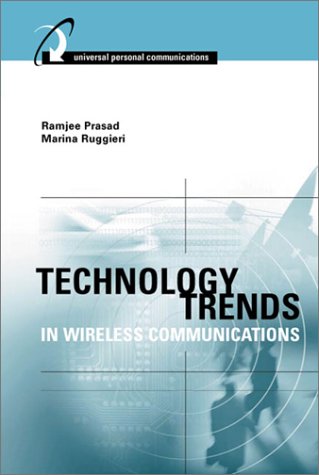 universal personal communications
Ramjee Prasad
Marina Ruggieri
TECHNOLOGY
TRENDS
IN WIRELESS COMMUNICATIONS